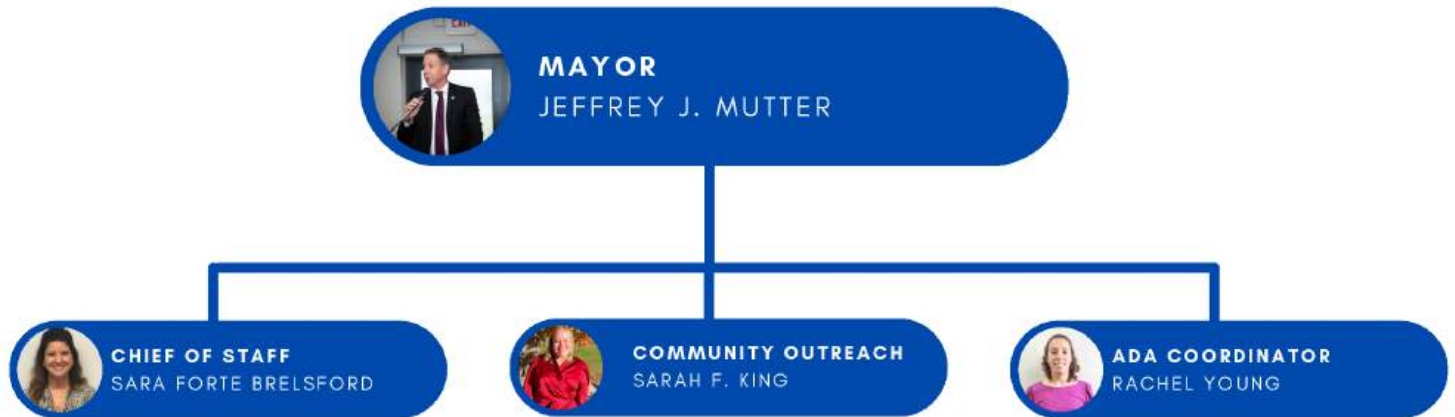 MAYOR
JEFFREY J. MUTTER
CHIEF OF STAFF
SARA FORTE BRELSFORD
COMMUNITY OUTREACH
SARAH F. KING
ADA COORDINATOR
RACHEL YOUNG